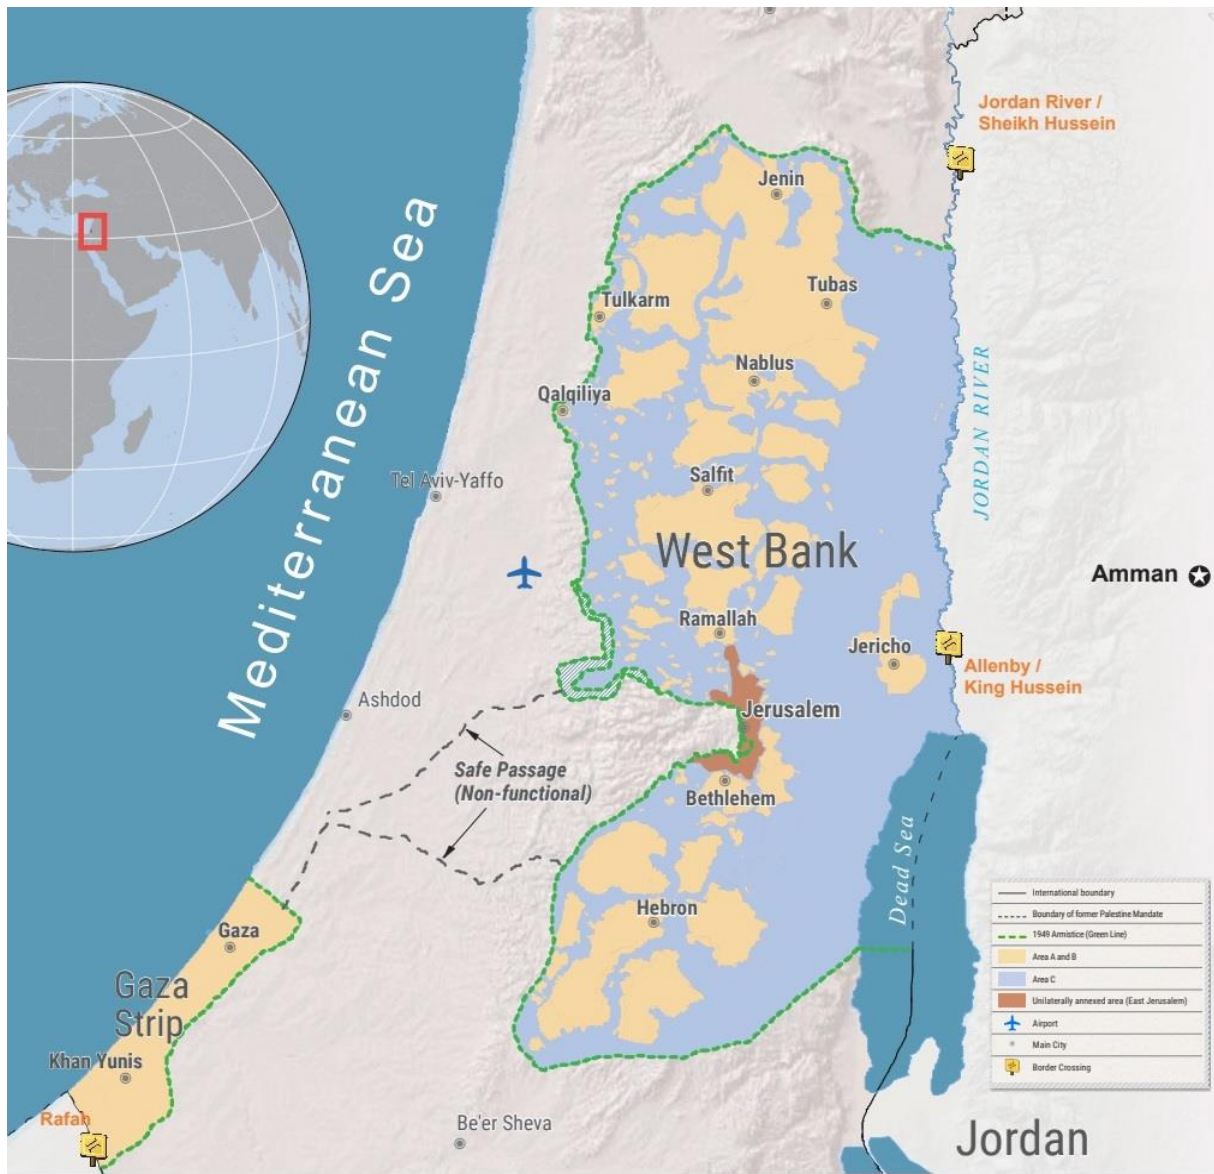 Jordan River /
Sheikh Hussein
Jenin
Mediterranean Sea
Tubas
Tulkarm
Nablus
JORDAN RIVER
Qalqiliya
Tel Aviv-Yaffo
Salfit
West Bank
Amman
Ramallah
Jericho
Allenby /
King Hussein
Ashdod
Jerusalem
Safe Passage
(Non-functional)
Bethlehem
Dead Sea
Hebron
Gaza
Gaza
Strip
Khan Yunis
Rafah
Be'er Sheva
Jordan
International boundary
Boundary of former Palestine Mandate
1949 Armistice (Green Line)
Area A and B
Area C
Unilaterally annexed area (East Jerusalem)
Airport
Main City
Border Crossing